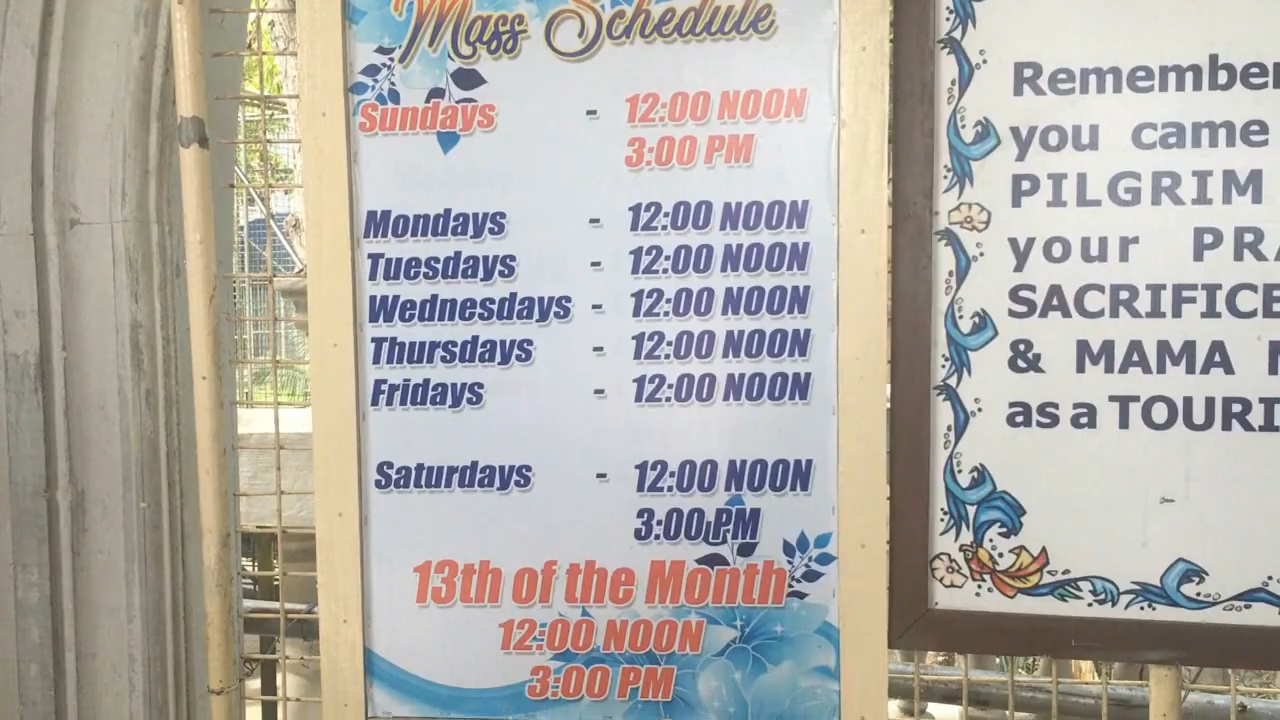 Mass Schedule
Sundays - 12:00 NOON
3:00 PM
Mondays - 12:00 NOON
Tuesdays - 12:00 NOON
Wednesdays - 12:00 NOON
Thursdays - 12:00 NOON
Fridays - 12:00 NOON
Saturdays - 12:00 NOON
3:00 PM
13th of the Month
12:00 NOON
3:00 PM
Remember
you came
PILGRIM
your
SACRIFICE
& MAMA
as a